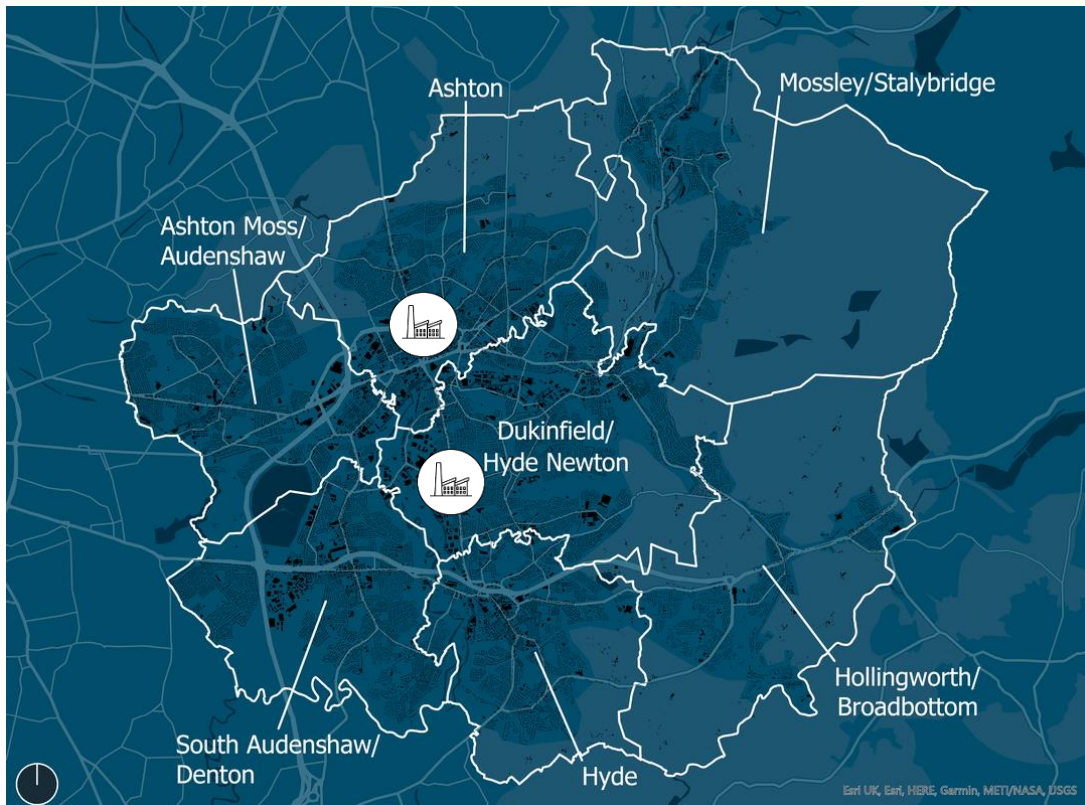 Ashton
Mossley/Stalybridge
Ashton Moss/
Audenshaw
Dukinfield/
Hyde Newton
Hollingworth/
Broadbottom
South Audenshaw/
Denton
Hyde
Esri UK, Esri, HERE, Garmin, METI/NASA, USGS